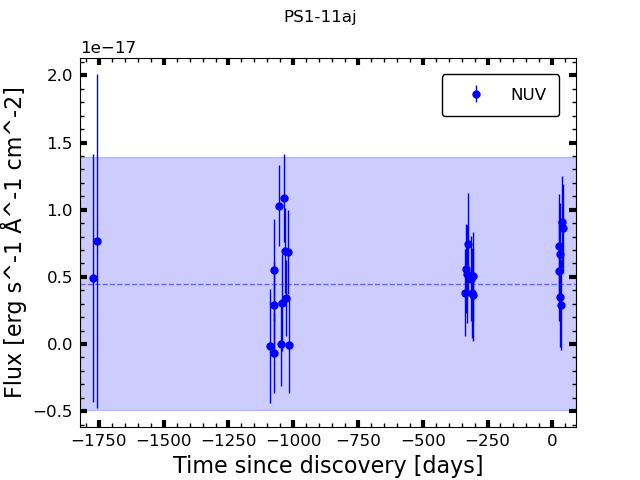 PS1-11aj
1e−17
2.0
1.5
1.0
0.5
0.0
−0.5
Flux [erg s^-1 Å^-1 cm^-2]
NUV
−1750 −1500 −1250 −1000 −750 −500 −250 0
Time since discovery [days]